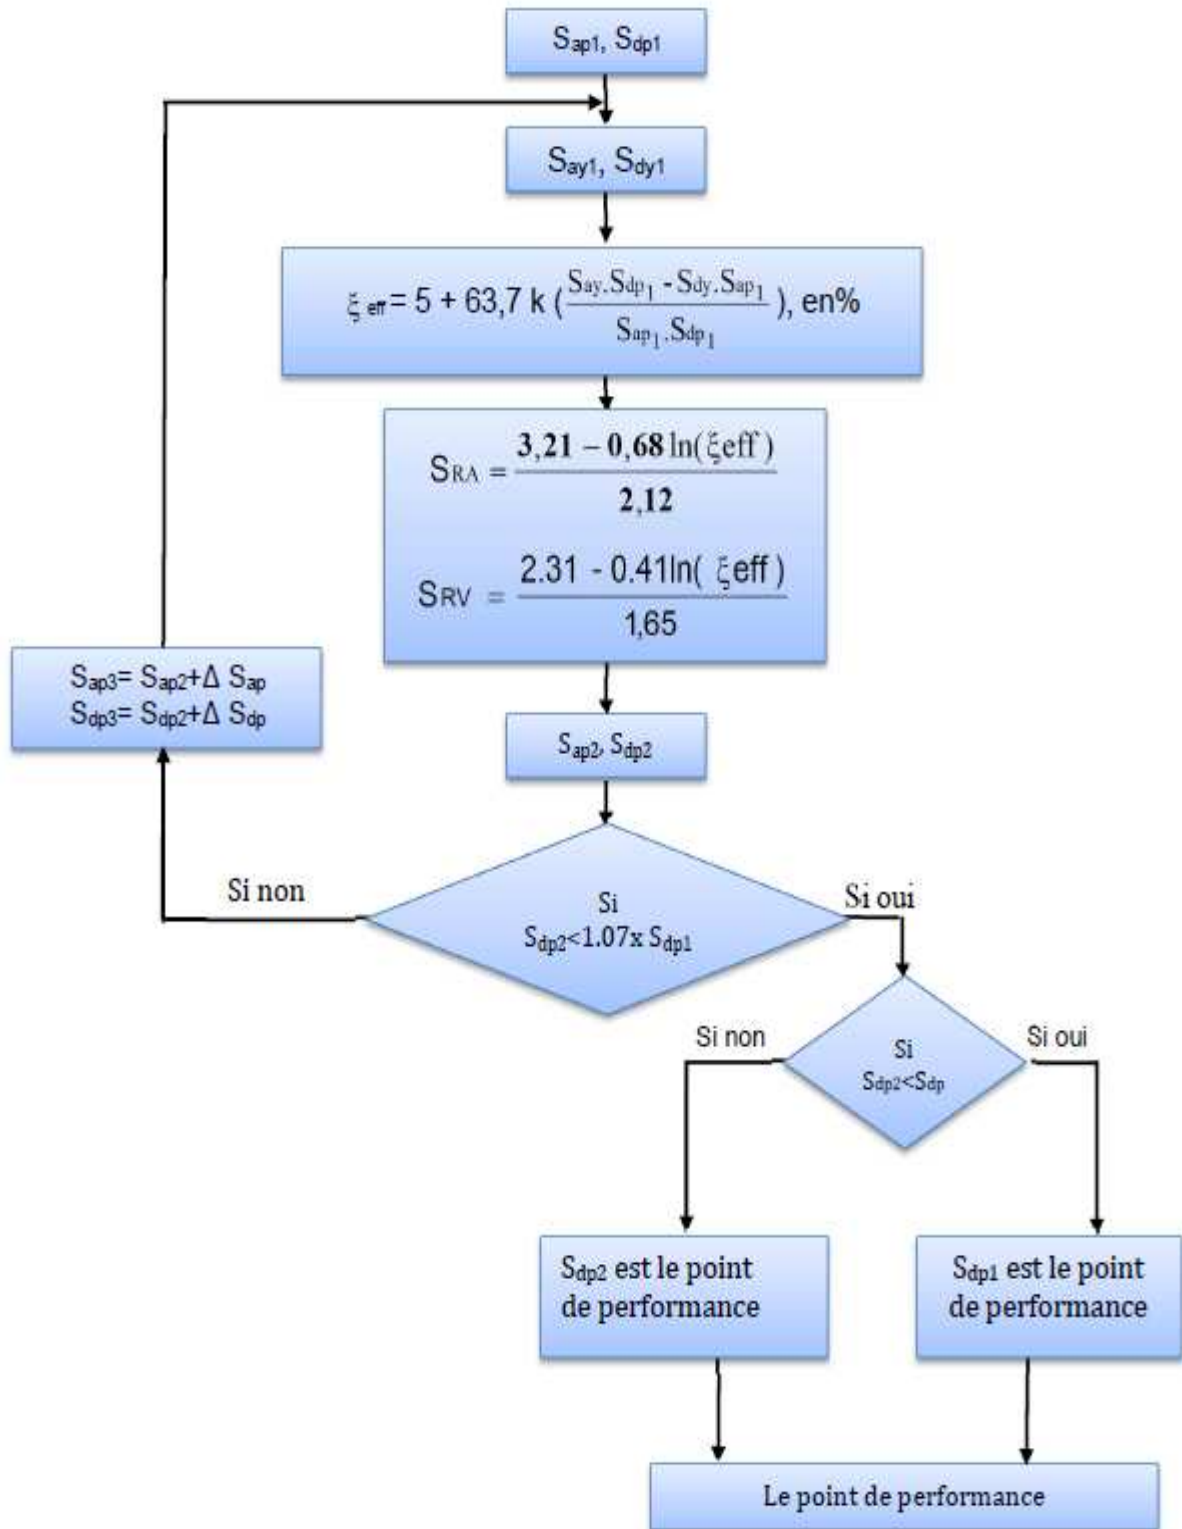 Sap1, Sdp1
Say1, Sdy1
ξ eff = 5 + 63,7 k ( (Say.Sdp1 - Sdy.Sap1) / (Sap1.Sdp1) ), en%
SRA = (3,21 – 0,68 ln(ξeff)) / 2,12
SRV = (2.31 - 0.41ln( ξeff)) / 1,65
Sap3= Sap2+Δ Sap
Sdp3= Sdp2+Δ Sdp
Sap2, Sdp2
Si non
Si
Sdp2<1.07x Sdp1
Si oui
Si non
Si
Sdp2<Sdp
Si oui
Sdp2 est le point
de performance
Sdp1 est le point
de performance
Le point de performance